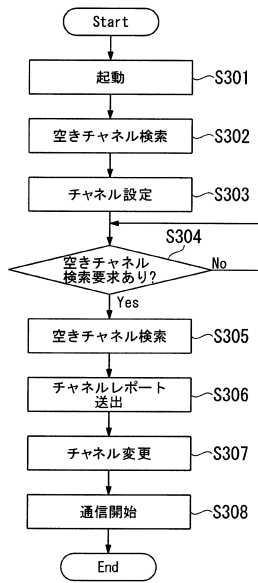 Start
起動
S301
空きチャネル検索
S302
チャネル設定
S303
S304
空きチャネル
検索要求あり?
No
Yes
空きチャネル検索
S305
チャネルレポート
送出
S306
チャネル変更
S307
通信開始
S308
End